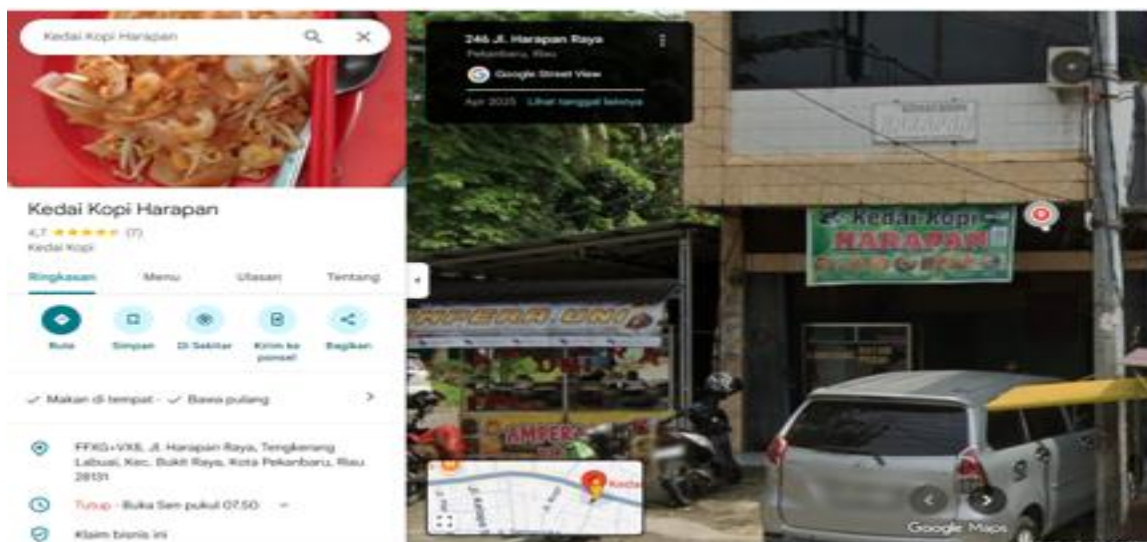 Kedai Kopi Harapan
Kedai Kopi Harapan
4,7 (7)
Kedai Kopi
Ringkasan Menu Ulasan Tentang
Rute Simpan Di Sekitar Kirim ke ponsel Bagikan
Makan di tempat · Bawa pulang
Jl. Harapan Raya, Tengkerang
Labuai, Kec. Bukit Raya, Kota Pekanbaru, Riau
28131
Tutup · Buka Sen pukul 07.50
Klaim bisnis ini
246 Jl. Harapan Raya
Pekanbaru, Riau
Google Street View
Apr 2025 Lihat tanggal lainnya
HARAPAN
Kedai Kopi
HARAPAN
AMPERA UNI
UNI
AMPERA
Kedai
Google Maps